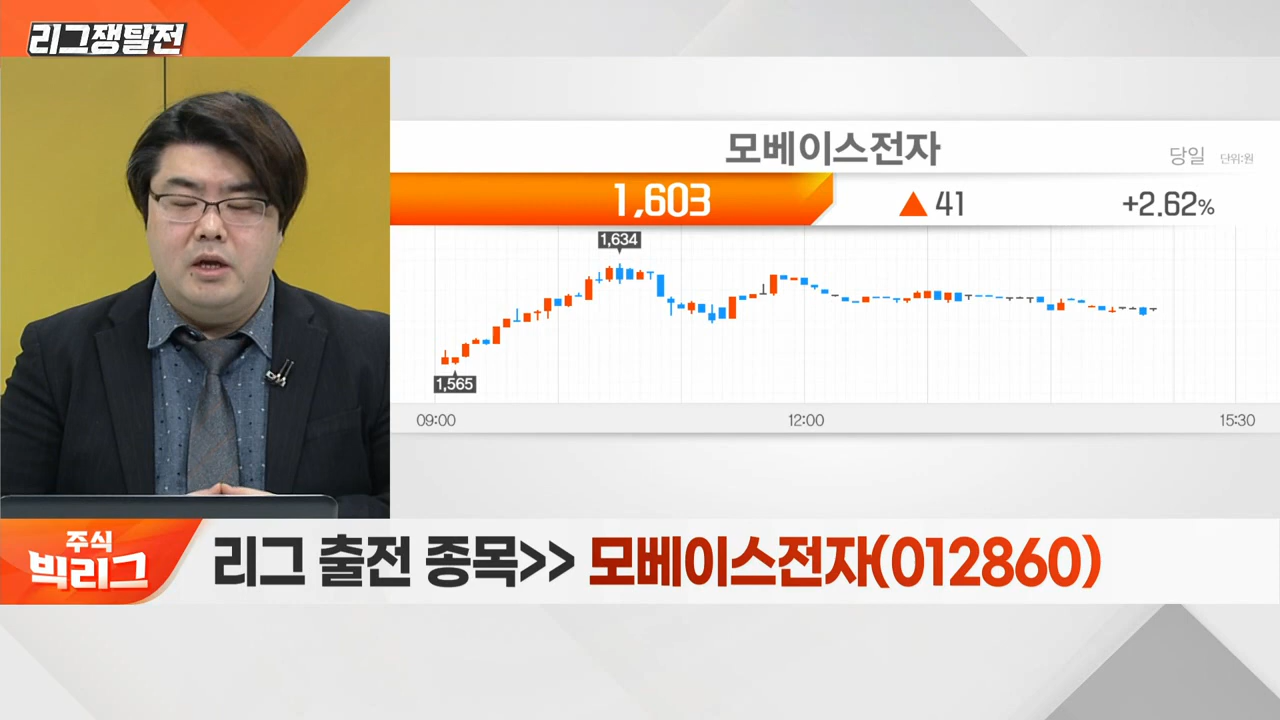 리그쟁탈전
모베이스전자
당일 단위:원
1,603 ▲ 41 +2.62%
1,634
1,565
09:00 12:00 15:30
주식
빅리그
리그 출전 종목>> 모베이스전자(012860)